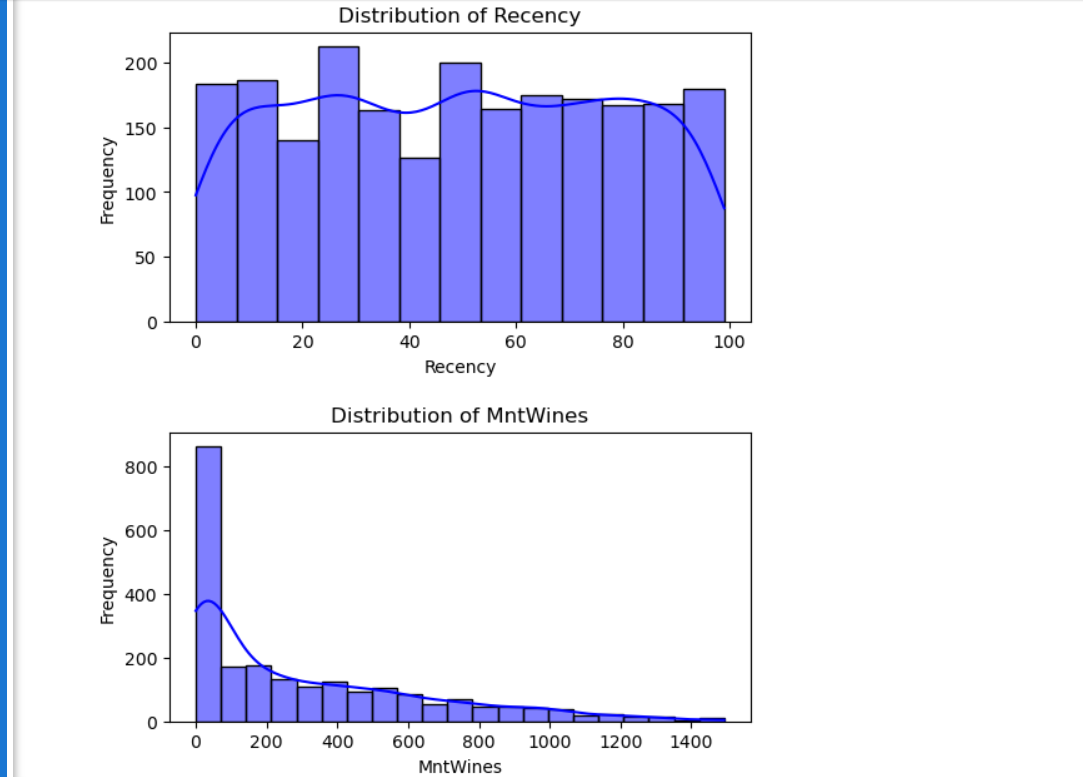 Distribution of Recency
200
150
100
50
0
Frequency
0 20 40 60 80 100
Recency
Distribution of MntWines
800
600
400
200
0
Frequency
0 200 400 600 800 1000 1200 1400
MntWines